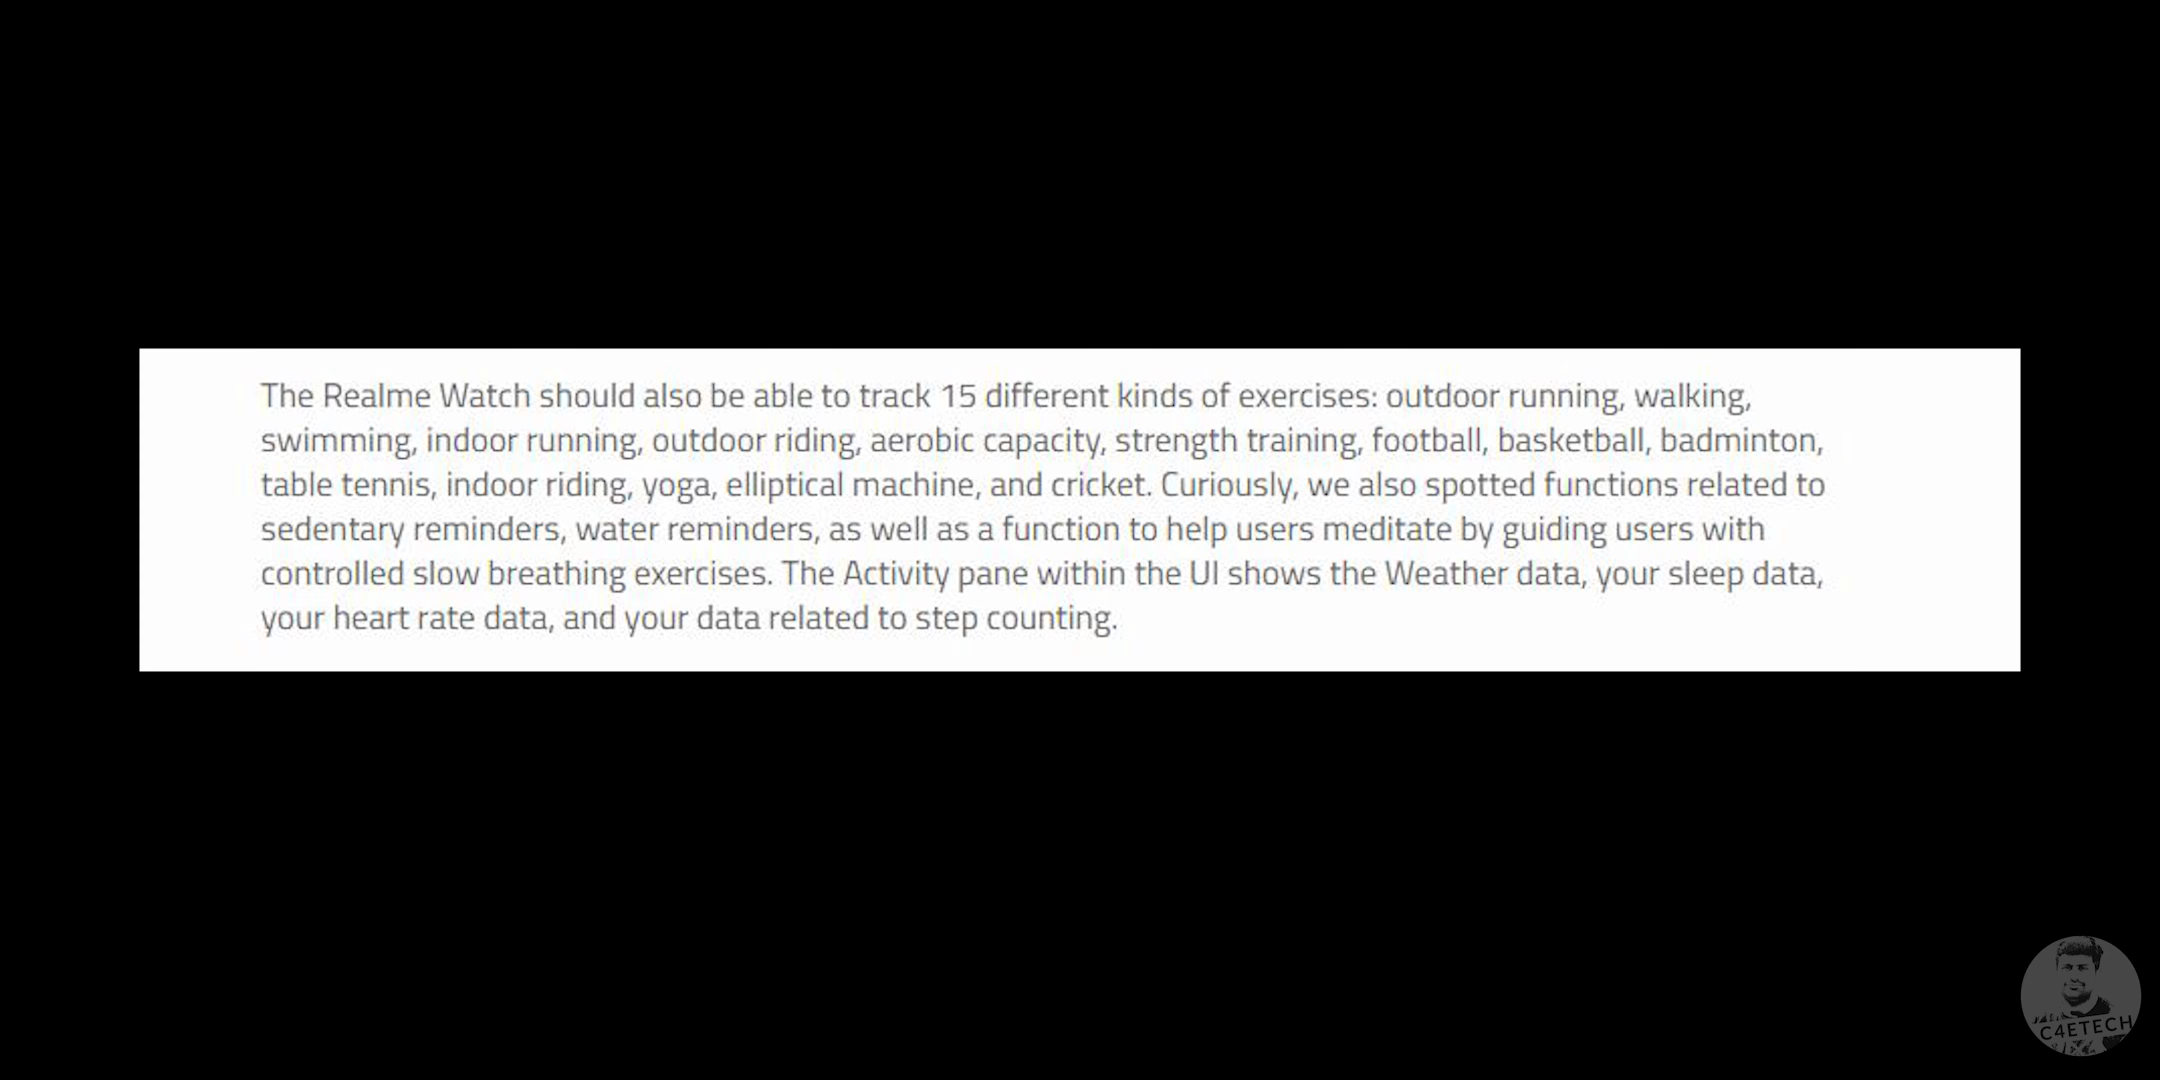 The Realme Watch should also be able to track 15 different kinds of exercises: outdoor running, walking,
swimming, indoor running, outdoor riding, aerobic capacity, strength training, football, basketball, badminton,
table tennis, indoor riding, yoga, elliptical machine, and cricket. Curiously, we also spotted functions related to
sedentary reminders, water reminders, as well as a function to help users meditate by guiding users with
controlled slow breathing exercises. The Activity pane within the UI shows the Weather data, your sleep data,
your heart rate data, and your data related to step counting.
C4ETECH